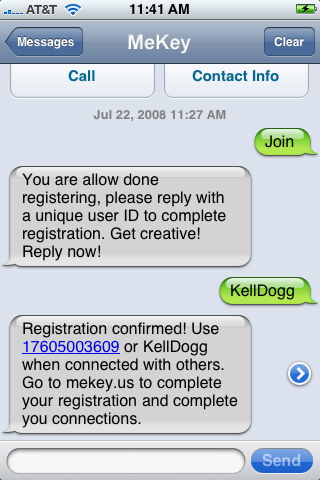 AT&T 11:41 AM
Messages MeKey Clear
Call Contact Info
Jul 22, 2008 11:27 AM
Join
You are allow done
registering, please reply with
a unique user ID to complete
registration. Get creative!
Reply now!
KellDogg
Registration confirmed! Use
17605003609 or KellDogg
when connected with others.
Go to mekey.us to complete
your registration and complete
you connections.
Send